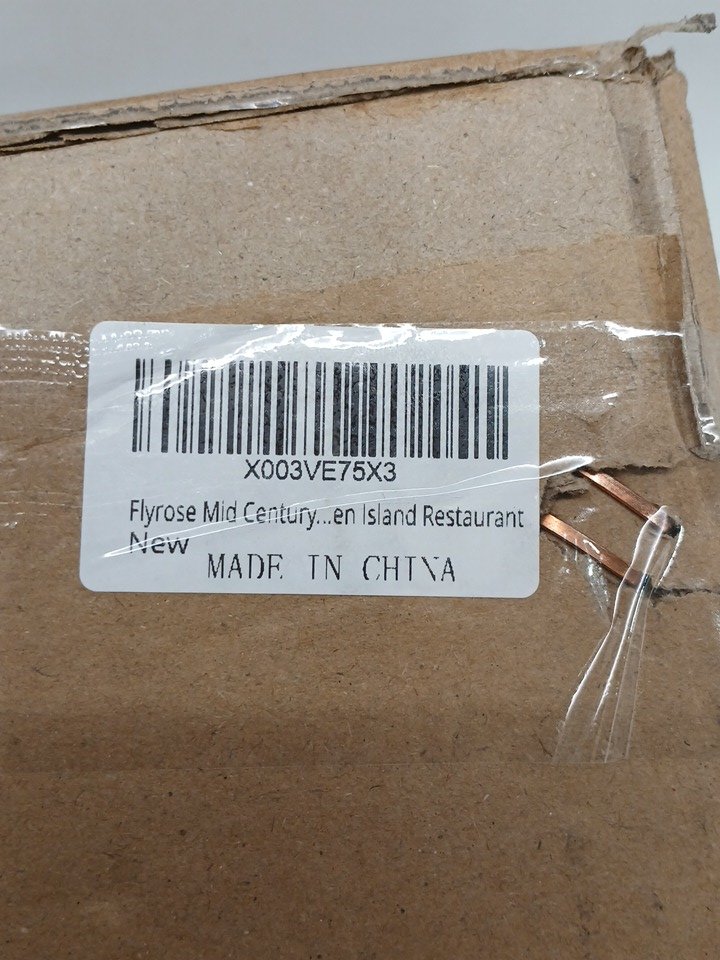 X003VE75X3
Flyrose Mid Century...en Island Restaurant
New
MADE IN CHINA